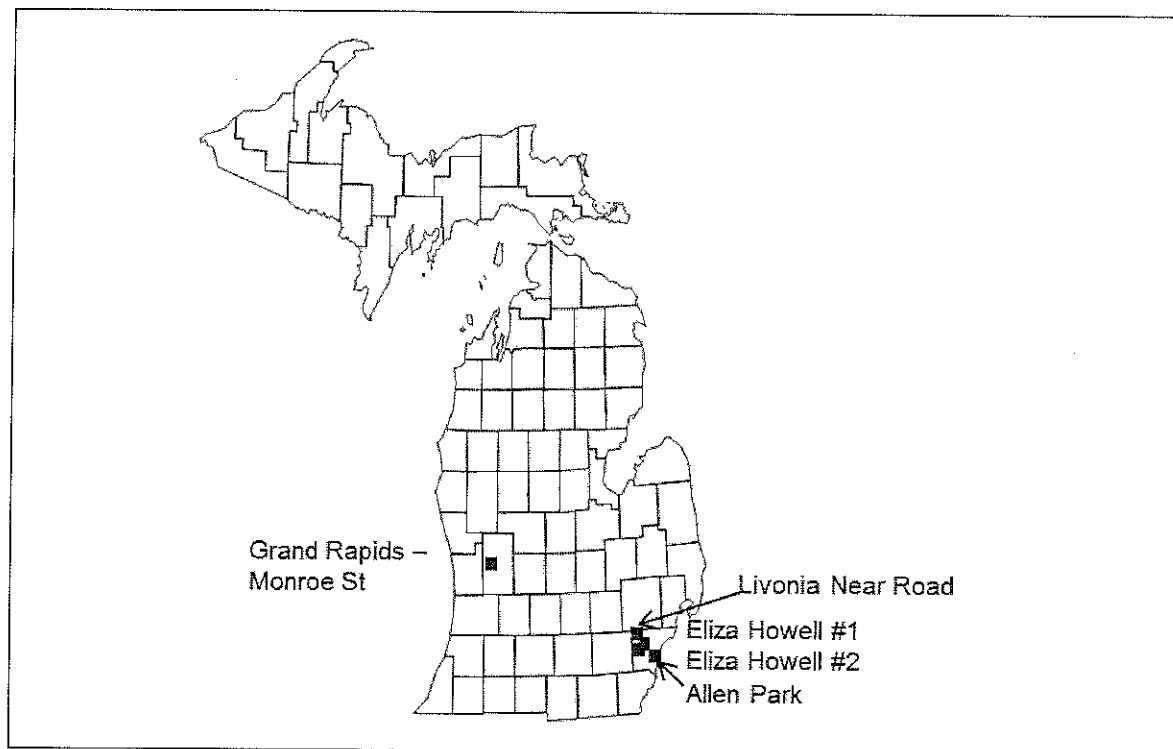 Grand Rapids –
Monroe St
Livonia Near Road
Eliza Howell #1
Eliza Howell #2
Allen Park